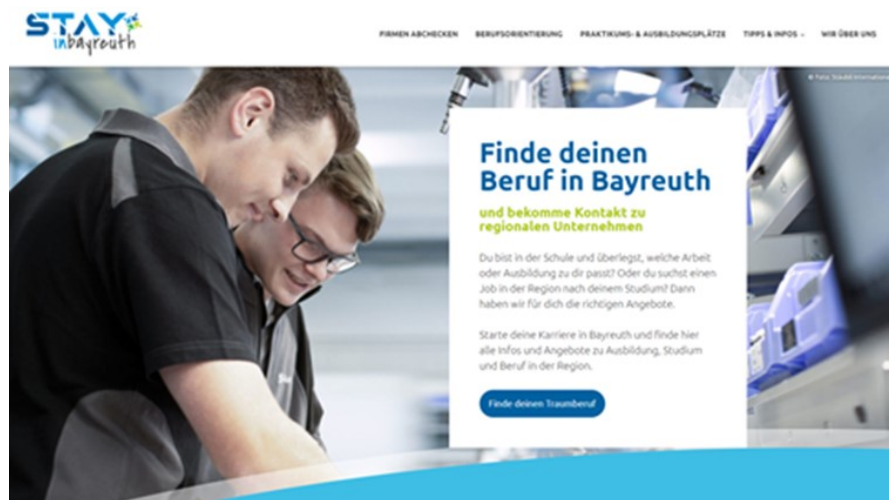 STAY
inbayreuth
FIRMEN ABCHECKEN BERUFSORIENTIERUNG PRAKTIKUMS- & AUSBILDUNGSPLÄTZE TIPPS & INFOS WIR ÜBER UNS
© Foto: Stäubli International
Finde deinen
Beruf in Bayreuth
und bekomme Kontakt zu
regionalen Unternehmen
Du bist in der Schule und überlegst, welche Arbeit
oder Ausbildung zu dir passt? Oder du suchst einen
Job in der Region nach deinem Studium? Dann
haben wir für dich die richtigen Angebote.
Starte deine Karriere in Bayreuth und finde hier
alle Infos und Angebote zu Ausbildung, Studium
und Beruf in der Region.
Finde deinen Traumberuf